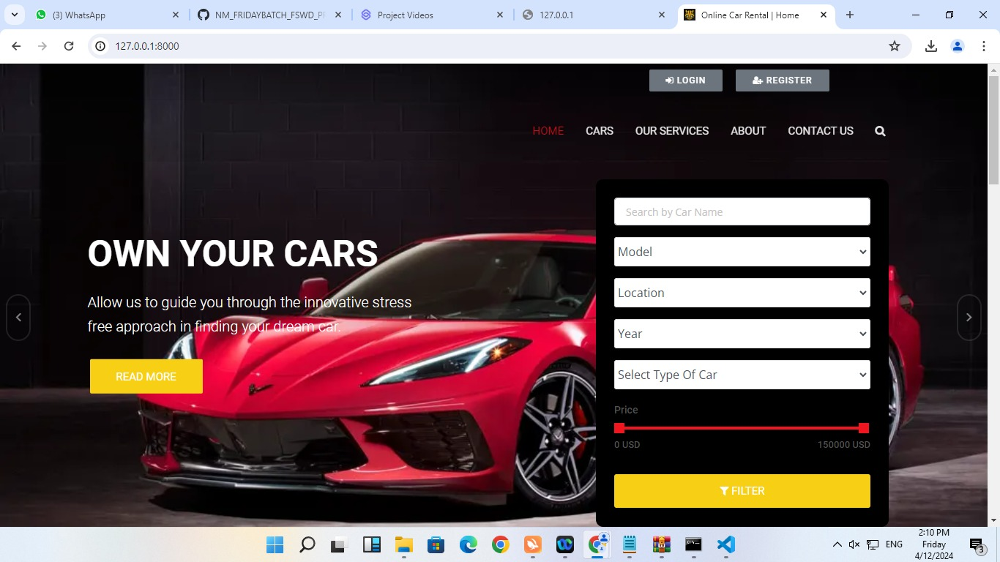 (3) WhatsApp
NM_FRIDAYBATCH_FSWD_PF
Project Videos
127.0.0.1
Online Car Rental | Home
127.0.0.1:8000
LOGIN
REGISTER
HOME
CARS
OUR SERVICES
ABOUT
CONTACT US
Search by Car Name
OWN YOUR CARS
Model
Allow us to guide you through the innovative stress
free approach in finding your dream car.
Location
Year
READ MORE
Select Type Of Car
Price
0 USD
150000 USD
FILTER
ENG
2:10 PM
Friday
4/12/2024
3